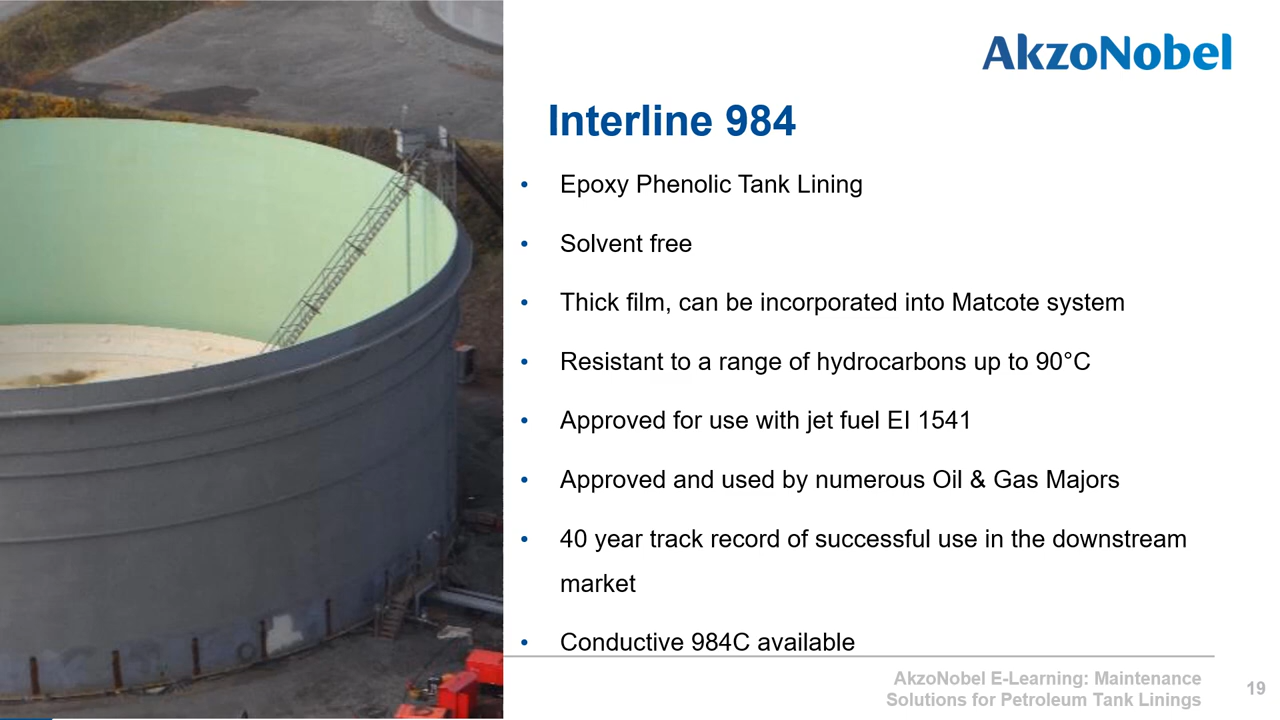 AkzoNobel
Interline 984
• Epoxy Phenolic Tank Lining
• Solvent free
• Thick film, can be incorporated into Matcote system
• Resistant to a range of hydrocarbons up to 90°C
• Approved for use with jet fuel EI 1541
• Approved and used by numerous Oil & Gas Majors
• 40 year track record of successful use in the downstream
market
• Conductive 984C available
AkzoNobel E-Learning: Maintenance
Solutions for Petroleum Tank Linings
19